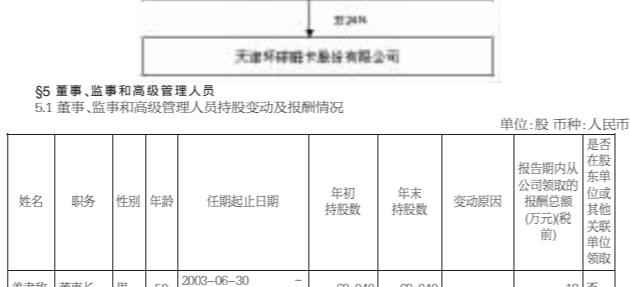 天津环球磁卡股份有限公司
§5 董事、监事和高级管理人员
5.1 董事、监事和高级管理人员持股变动及报酬情况
单位:股 币种:人民币
姓名 职务 性别 年龄 任期起止日期 年初持股数 年末持股数 变动原因 报告期内从公司领取的报酬总额(万元)(税前) 是否在股东单位或其他关联单位领取
2003-06-30 ~